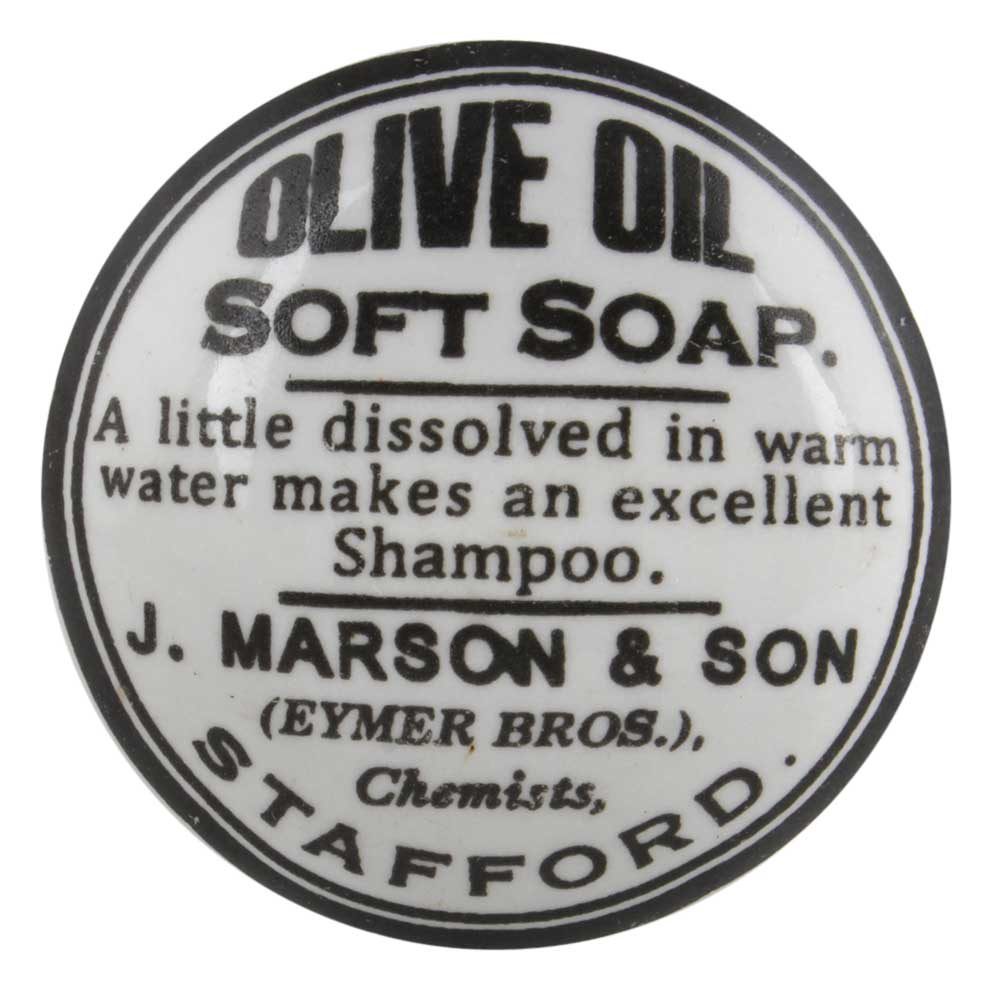 OLIVE OIL
SOFT SOAP.
A little dissolved in warm
water makes an excellent
Shampoo.
J. MARSON & SON
(EYMER BROS.),
Chemists,
STAFFORD.